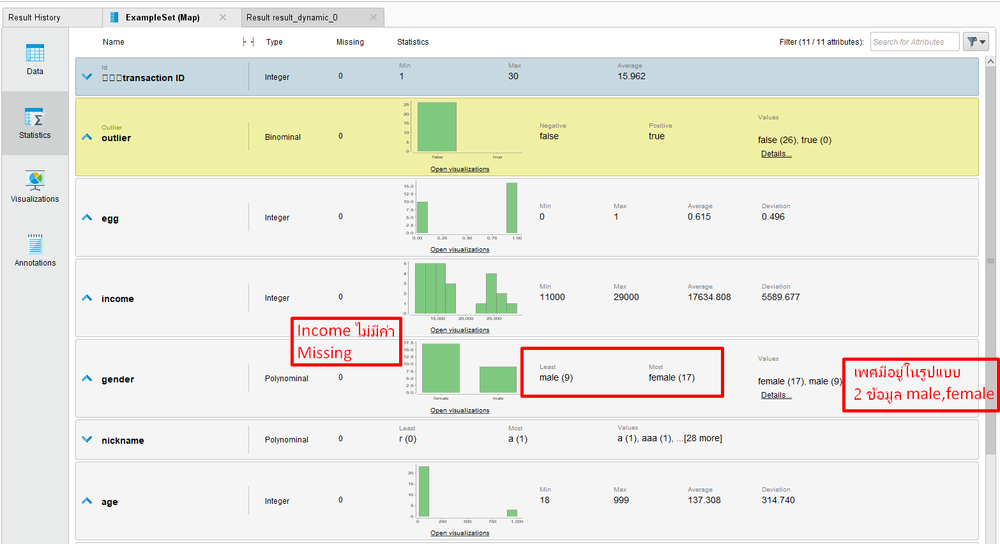 Result History
ExampleSet (Map)
Result result_dynamic_0
Data
Statistics
Visualizations
Annotations
Name Type Missing Statistics
Filter (11 / 11 attributes): Search for Attributes
Id
□□□transaction ID Integer 0
Min 1
Max 30
Average 15.962
Outlier
outlier Binominal 0
25
20
15
10
5
0
false true
Open visualizations
Negative false
Positive true
Values
false (26), true (0)
Details...
egg Integer 0
15.0
12.5
10.0
7.5
5.0
2.5
0.0
0.00 0.25 0.50 0.75 1.00
Open visualizations
Min 0
Max 1
Average 0.615
Deviation 0.496
income Integer 0
5
4
3
2
1
0
15,000 20,000 25,000
Open visualizations
Min 11000
Max 29000
Average 17634.808
Deviation 5589.677
Income ไม่มีค่า
Missing
gender Polynominal 0
17.5
15.0
12.5
10.0
7.5
5.0
2.5
0.0
female male
Open visualizations
Least male (9)
Most female (17)
Values
female (17), male (9)
Details...
เพศมีอยู่ในรูปแบบ
2 ข้อมูล male,female
nickname Polynominal 0
Least r (0)
Most a (1)
Values
a (1), aaa (1), ...[28 more]
age Integer 0
20
15
10
5
0
0 250 500 750 1,000
Open visualizations
Min 18
Max 999
Average 137.308
Deviation 314.740